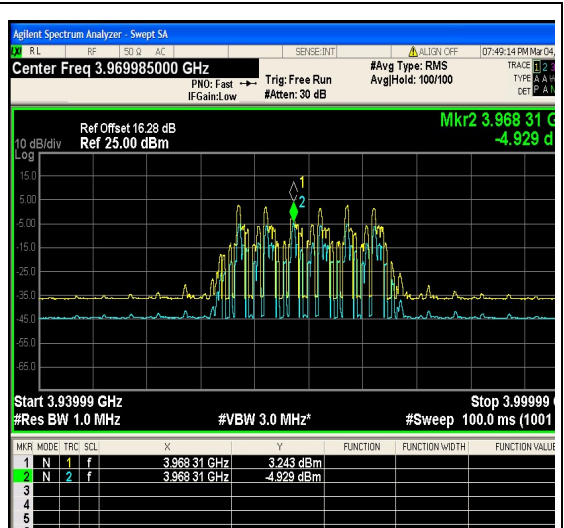 Agilent Spectrum Analyzer - Swept SA
LXI RL RF 50 Ω AC SENSE:INT ALIGN OFF 07:49:14 PM Mar 04,
Center Freq 3.969985000 GHz #Avg Type: RMS TRACE 1 2 3
PNO: Fast Trig: Free Run Avg|Hold: 100/100 TYPE A A W
IFGain:Low #Atten: 30 dB DET P A N
Mkr2 3.968 31 G
Ref Offset 16.28 dB -4.929 d
10 dB/div Ref 25.00 dBm
Log
15.0
1
5.00
2
-5.00
-15.0
-25.0
-35.0
-45.0
-55.0
-65.0
Start 3.93999 GHz Stop 3.99999
#Res BW 1.0 MHz #VBW 3.0 MHz* #Sweep 100.0 ms (1001
MKR MODE TRC SCL X Y FUNCTION FUNCTION WIDTH FUNCTION VALUE
1 N 1 f 3.968 31 GHz 3.243 dBm
2 N 2 f 3.968 31 GHz -4.929 dBm
3
4
5